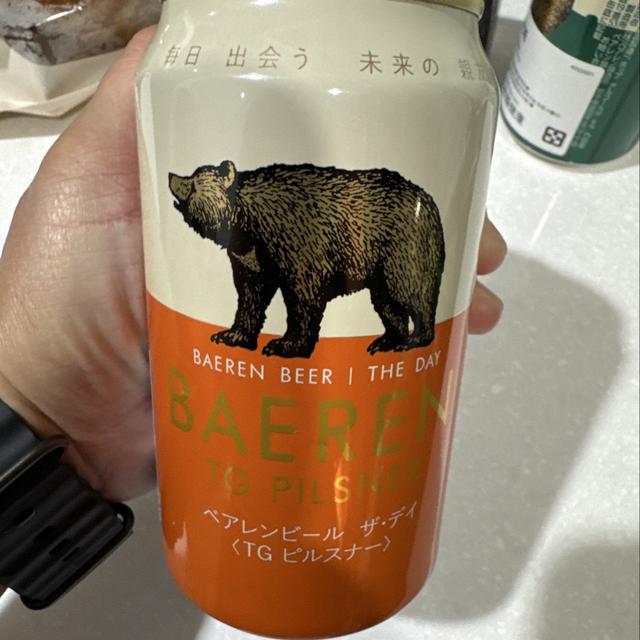 毎日 出会う 未来の 親
BAEREN BEER | THE DAY
BAEREN
TG PILSNER
ベアレンビール ザ・デイ
〈TG ピルスナー〉